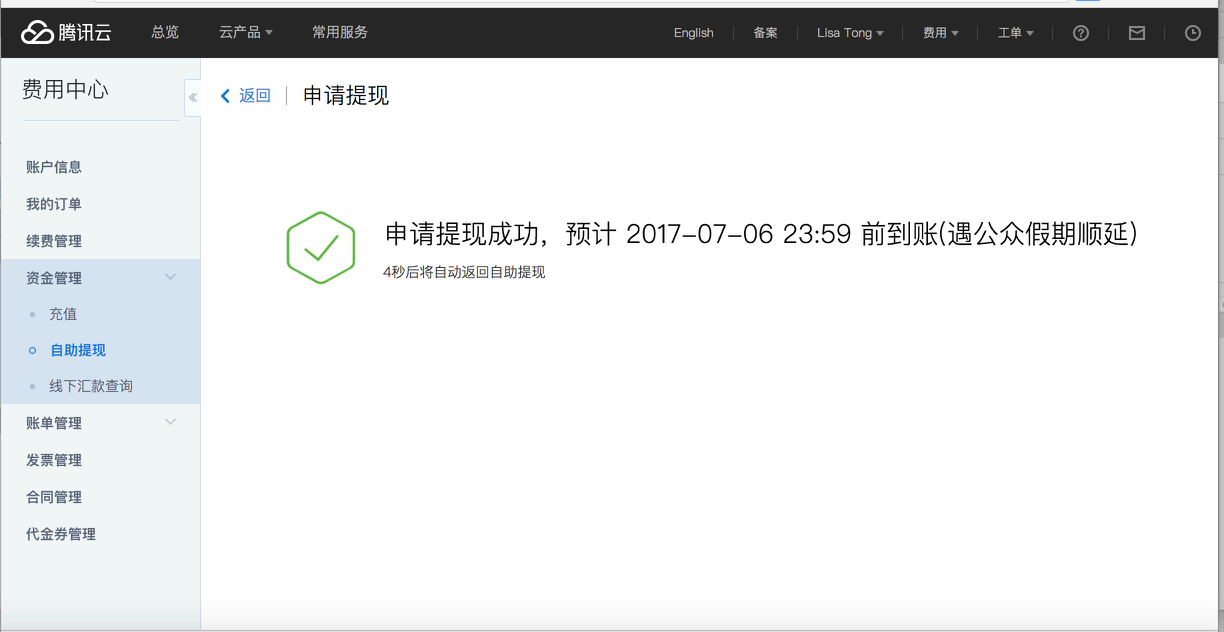 腾讯云 总览 云产品 常用服务 English 备案 Lisa Tong 费用 工单
费用中心
返回 申请提现
账户信息
我的订单
续费管理
资金管理
充值
自助提现
线下汇款查询
账单管理
发票管理
合同管理
代金券管理
申请提现成功，预计 2017-07-06 23:59 前到账(遇公众假期顺延)
4秒后将自动返回自助提现